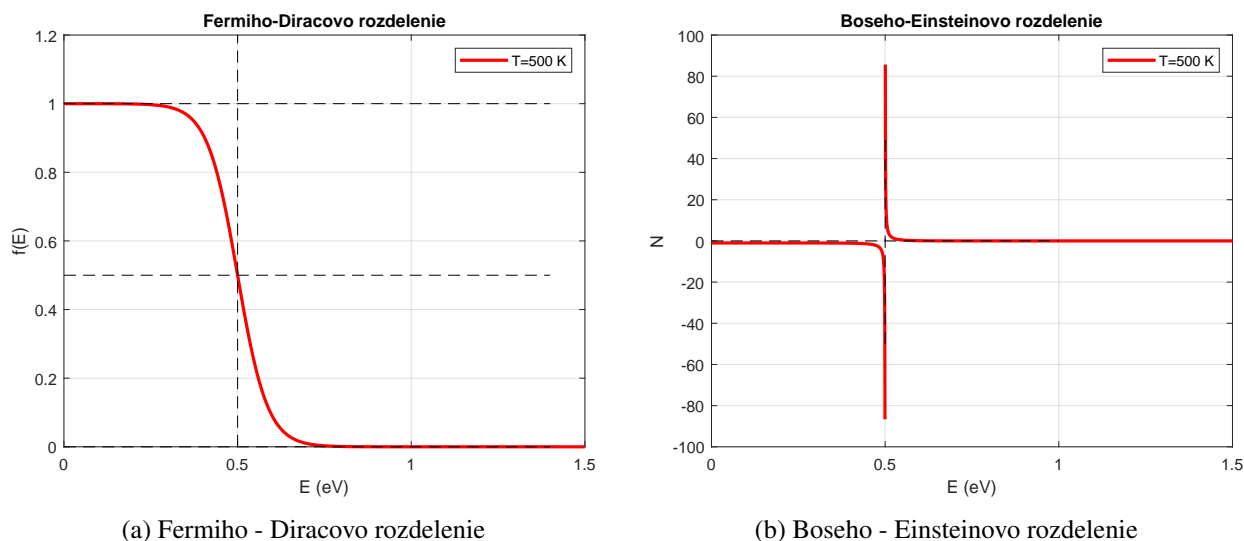 Fermiho-Diracovo rozdelenie
1.2
1
0.8
0.6
0.4
0.2
0
f(E)
T=500 K
0
0.5
1
1.5
E (eV)
(a) Fermiho - Diracovo rozdelenie
Boseho-Einsteinovo rozdelenie
100
80
60
40
20
0
-20
-40
-60
-80
-100
N
T=500 K
0
0.5
1
1.5
E (eV)
(b) Boseho - Einsteinovo rozdelenie